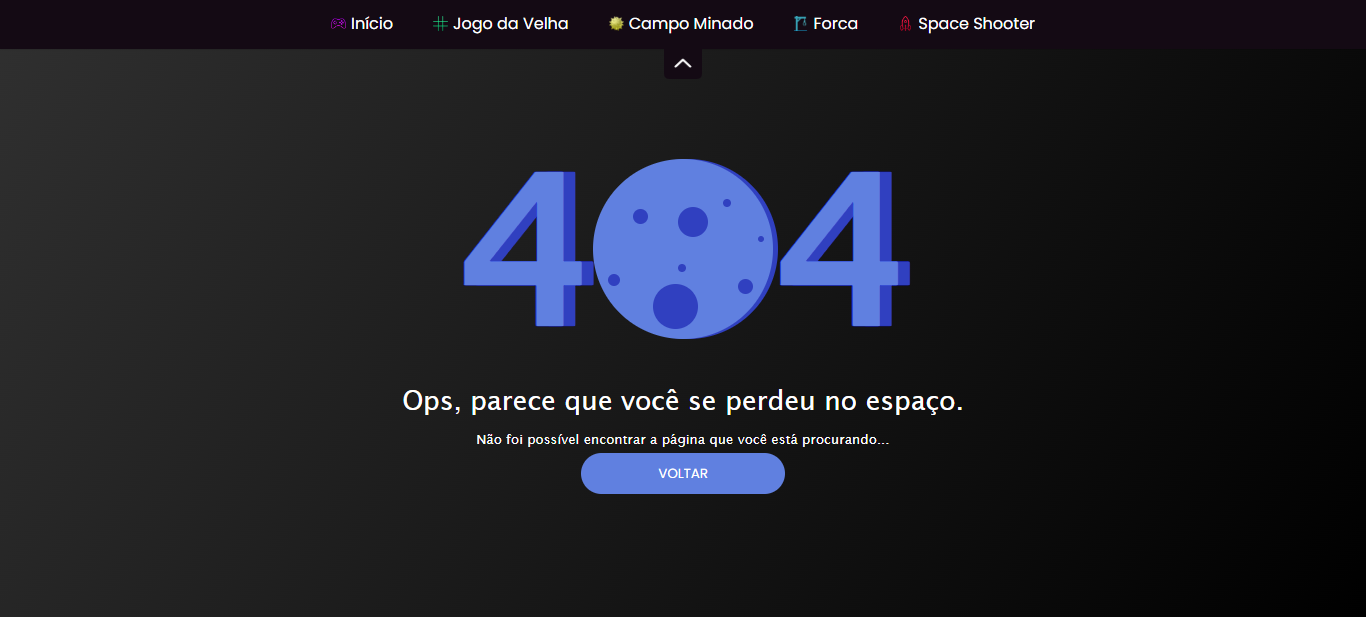 Início Jogo da Velha Campo Minado Forca Space Shooter
404
Ops, parece que você se perdeu no espaço.
Não foi possível encontrar a página que você está procurando...
VOLTAR